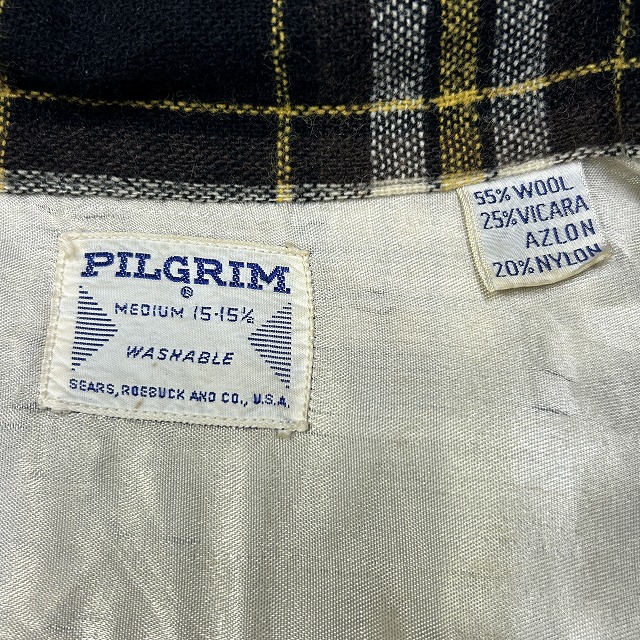 PILGRIM
®
MEDIUM 15-15½
WASHABLE
SEARS, ROEBUCK AND CO., U.S.A.
55% WOOL
25% VICARA
AZLON
20% NYLON